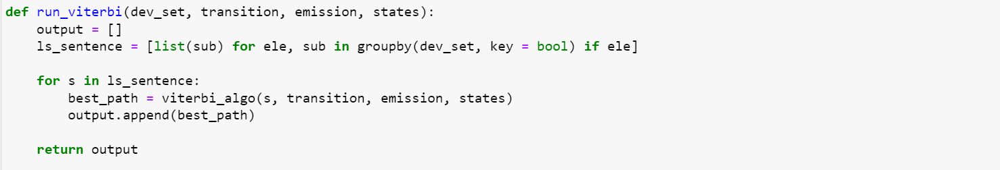 def run_viterbi(dev_set, transition, emission, states):
    output = []
    ls_sentence = [list(sub) for ele, sub in groupby(dev_set, key = bool) if ele]
    for s in ls_sentence:
        best_path = viterbi_algo(s, transition, emission, states)
        output.append(best_path)
    return output